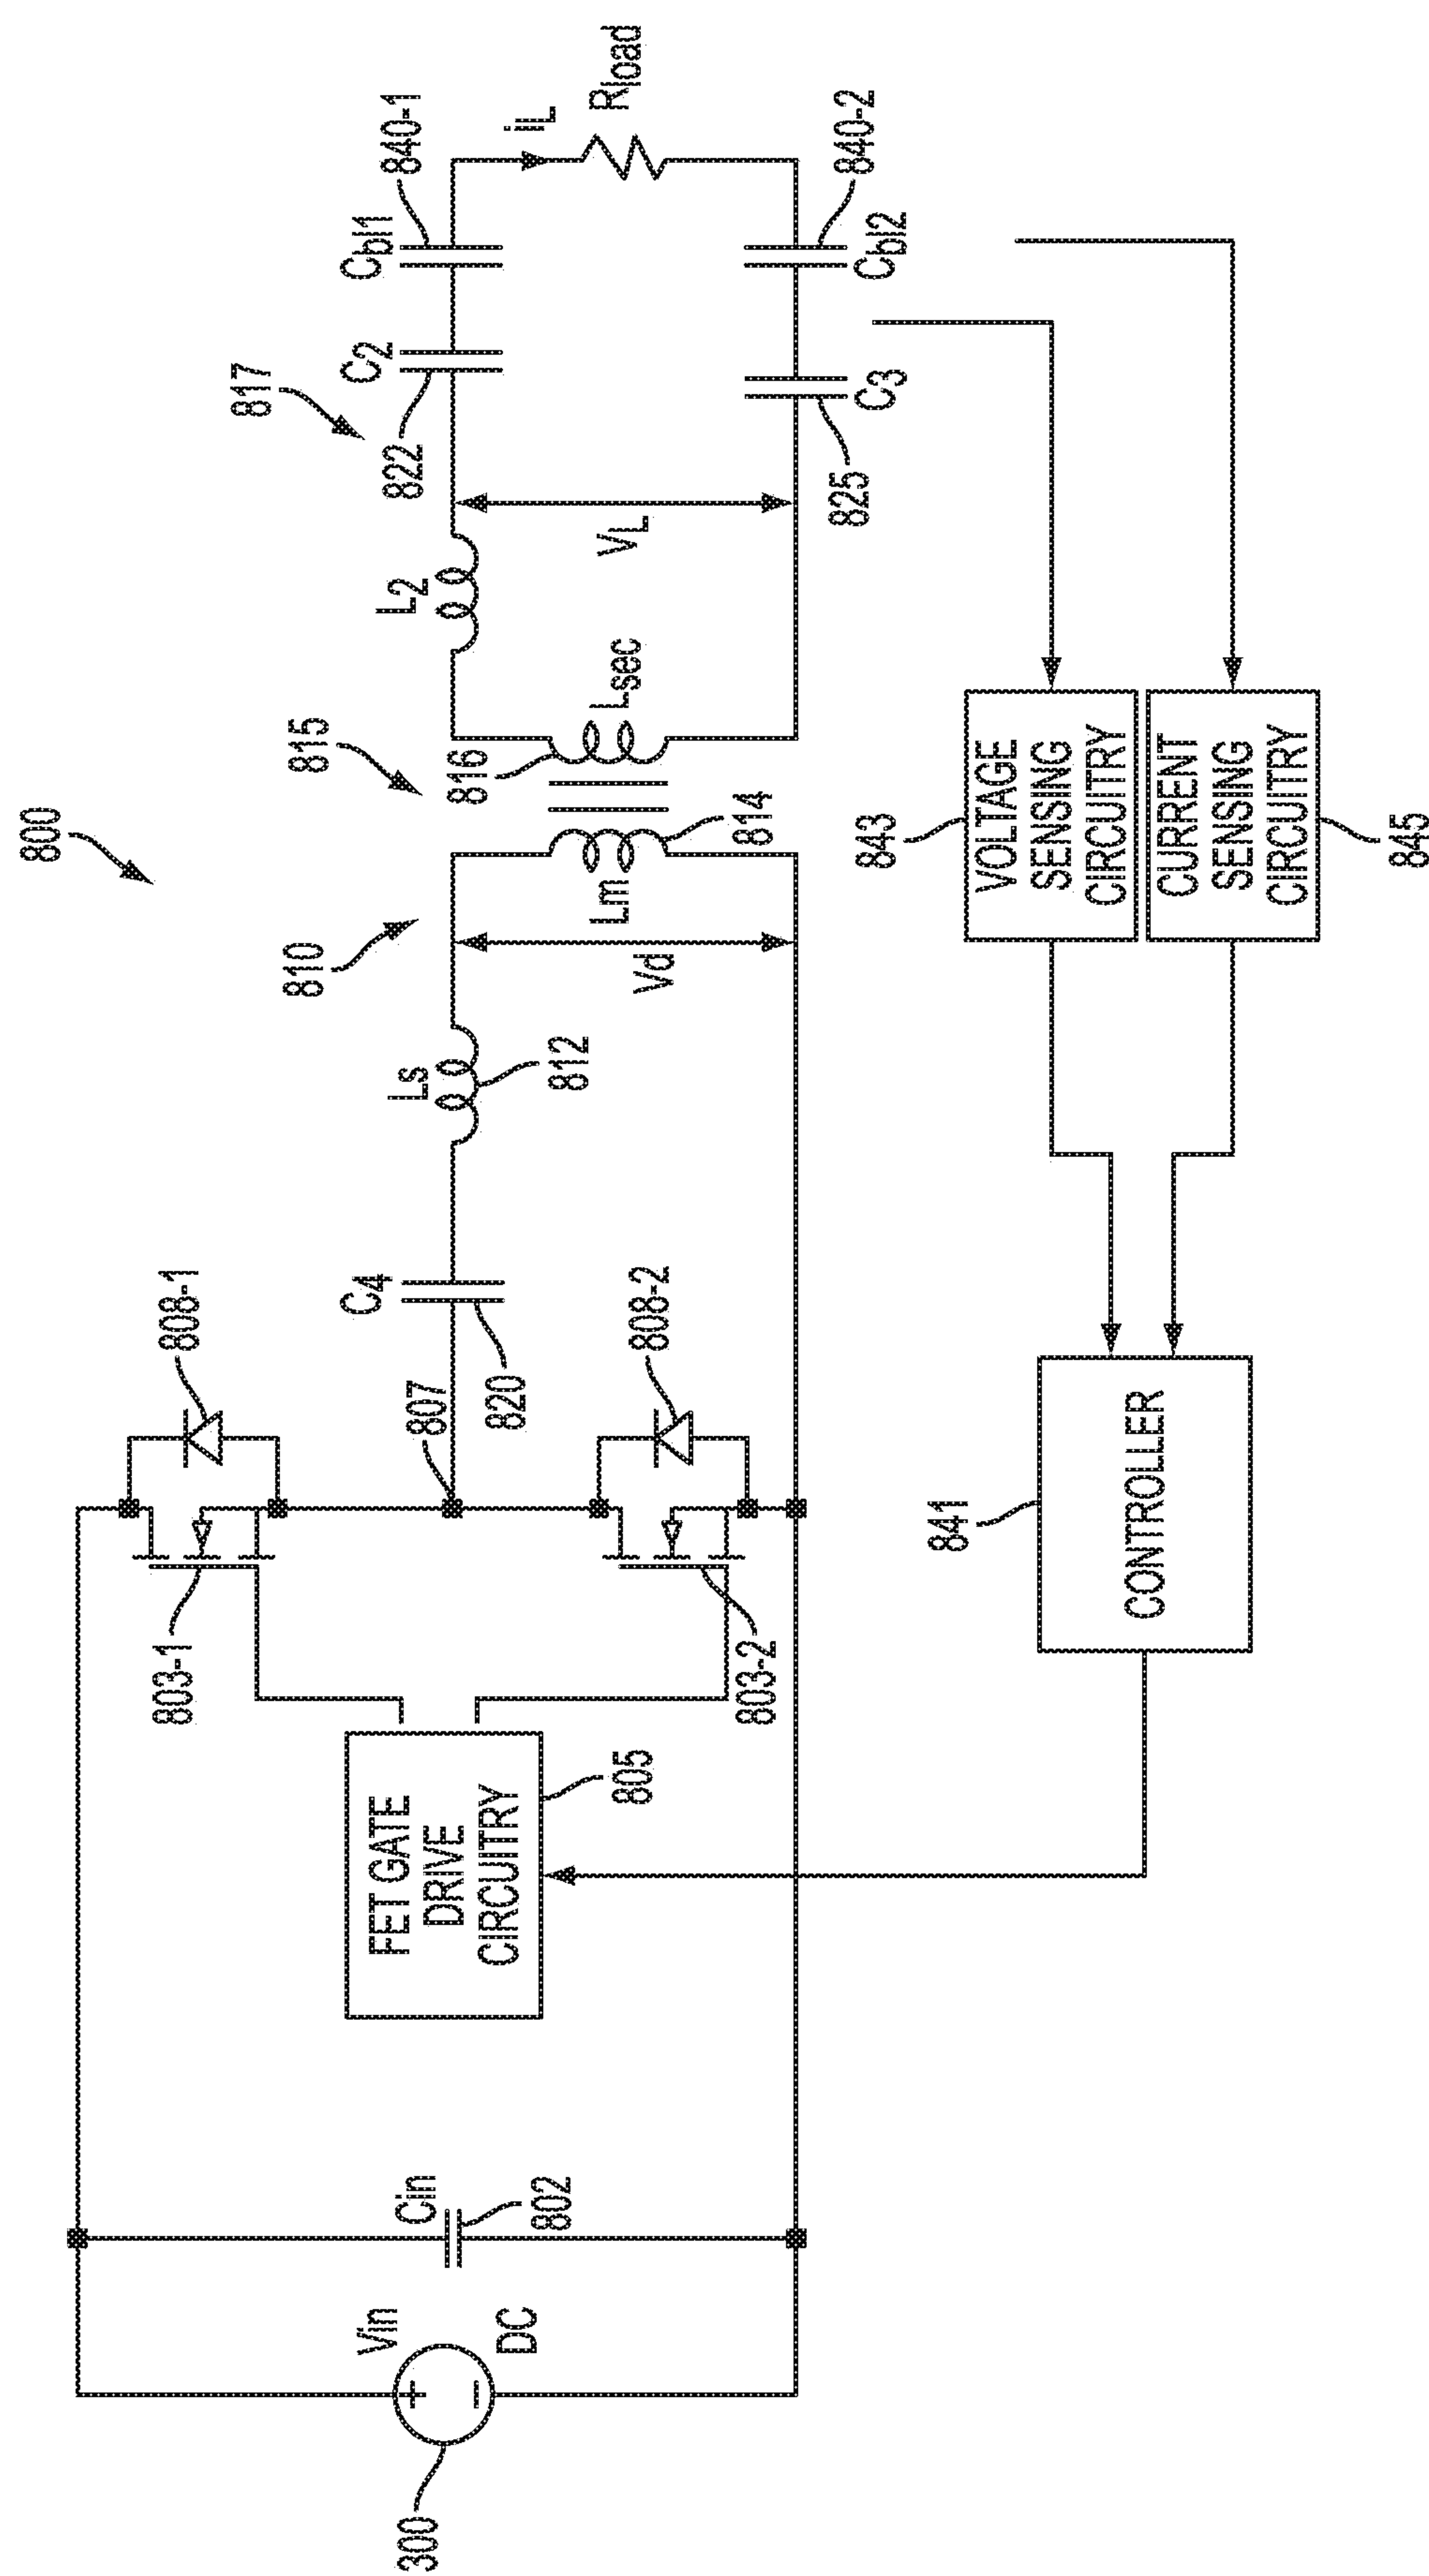 800
810
815
817
803-1
808-1
807
C4
820
Ls
812
Lm
814
816
Lsec
L2
C2
822
Cbl1
840-1
iL
Rload
Vin
DC
300
Cin
802
FET GATE
DRIVE
CIRCUITRY
805
803-2
808-2
Vd
VL
C3
825
Cbl2
840-2
843
VOLTAGE
SENSING
CIRCUITRY
CURRENT
SENSING
CIRCUITRY
845
841
CONTROLLER